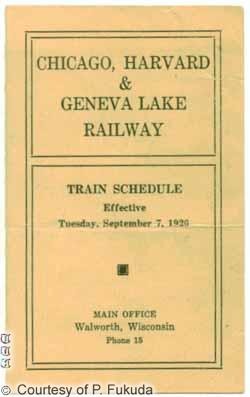 CHICAGO, HARVARD
&
GENEVA LAKE
RAILWAY
TRAIN SCHEDULE
Effective
Tuesday, September 7, 1926
MAIN OFFICE
Walworth, Wisconsin
Phone 15
© Courtesy of P. Fukuda